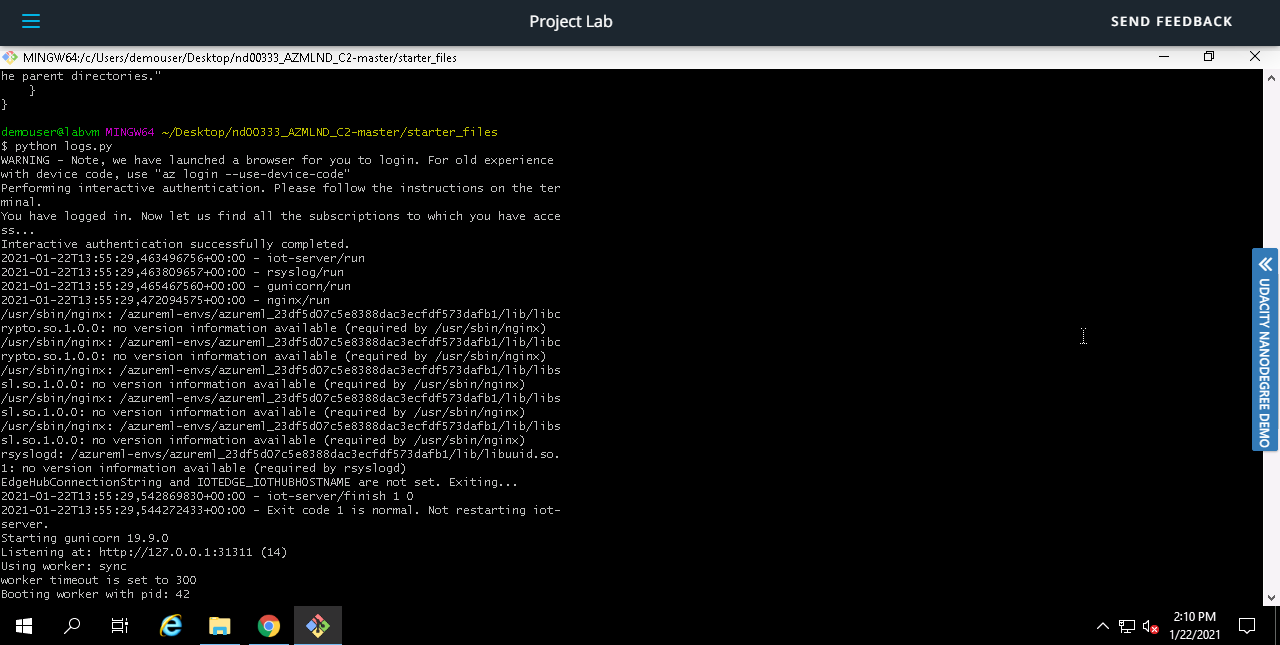 Project Lab
SEND FEEDBACK
MINGW64:/c/Users/demouser/Desktop/nd00333_AZMLND_C2-master/starter_files
he parent directories."
    }
}
demouser@labvm MINGW64 ~/Desktop/nd00333_AZMLND_C2-master/starter_files
$ python logs.py
WARNING - Note, we have launched a browser for you to login. For old experience
with device code, use "az login --use-device-code"
Performing interactive authentication. Please follow the instructions on the ter
minal.
You have logged in. Now let us find all the subscriptions to which you have acce
ss...
Interactive authentication successfully completed.
2021-01-22T13:55:29,463496756+00:00 - iot-server/run
2021-01-22T13:55:29,463809657+00:00 - rsyslog/run
2021-01-22T13:55:29,465467560+00:00 - gunicorn/run
2021-01-22T13:55:29,472094575+00:00 - nginx/run
/usr/sbin/nginx: /azureml-envs/azureml_23df5d07c5e8388dac3ecfdf573dafb1/lib/libc
rypto.so.1.0.0: no version information available (required by /usr/sbin/nginx)
/usr/sbin/nginx: /azureml-envs/azureml_23df5d07c5e8388dac3ecfdf573dafb1/lib/libc
rypto.so.1.0.0: no version information available (required by /usr/sbin/nginx)
/usr/sbin/nginx: /azureml-envs/azureml_23df5d07c5e8388dac3ecfdf573dafb1/lib/libs
sl.so.1.0.0: no version information available (required by /usr/sbin/nginx)
/usr/sbin/nginx: /azureml-envs/azureml_23df5d07c5e8388dac3ecfdf573dafb1/lib/libs
sl.so.1.0.0: no version information available (required by /usr/sbin/nginx)
/usr/sbin/nginx: /azureml-envs/azureml_23df5d07c5e8388dac3ecfdf573dafb1/lib/libs
sl.so.1.0.0: no version information available (required by /usr/sbin/nginx)
rsyslogd: /azureml-envs/azureml_23df5d07c5e8388dac3ecfdf573dafb1/lib/libuuid.so.
1: no version information available (required by rsyslogd)
EdgeHubConnectionString and IOTEDGE_IOTHUBHOSTNAME are not set. Exiting...
2021-01-22T13:55:29,542869830+00:00 - iot-server/finish 1 0
2021-01-22T13:55:29,544272433+00:00 - Exit code 1 is normal. Not restarting iot-
server.
Starting gunicorn 19.9.0
Listening at: http://127.0.0.1:31311 (14)
Using worker: sync
worker timeout is set to 300
Booting worker with pid: 42
UDACITY NANODEGREE DEMO
2:10 PM
1/22/2021